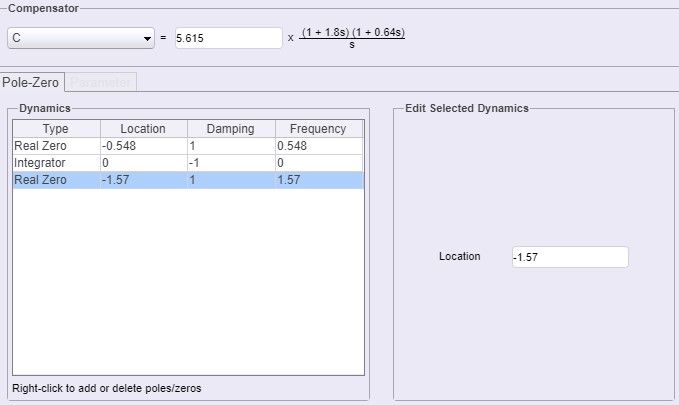 Compensator
C = 5.615 x (1 + 1.8s) (1 + 0.64s)
s
Pole-Zero Parameter
Dynamics
Type Location Damping Frequency
Real Zero -0.548 1 0.548
Integrator 0 -1 0
Real Zero -1.57 1 1.57
Right-click to add or delete poles/zeros
Edit Selected Dynamics
Location -1.57